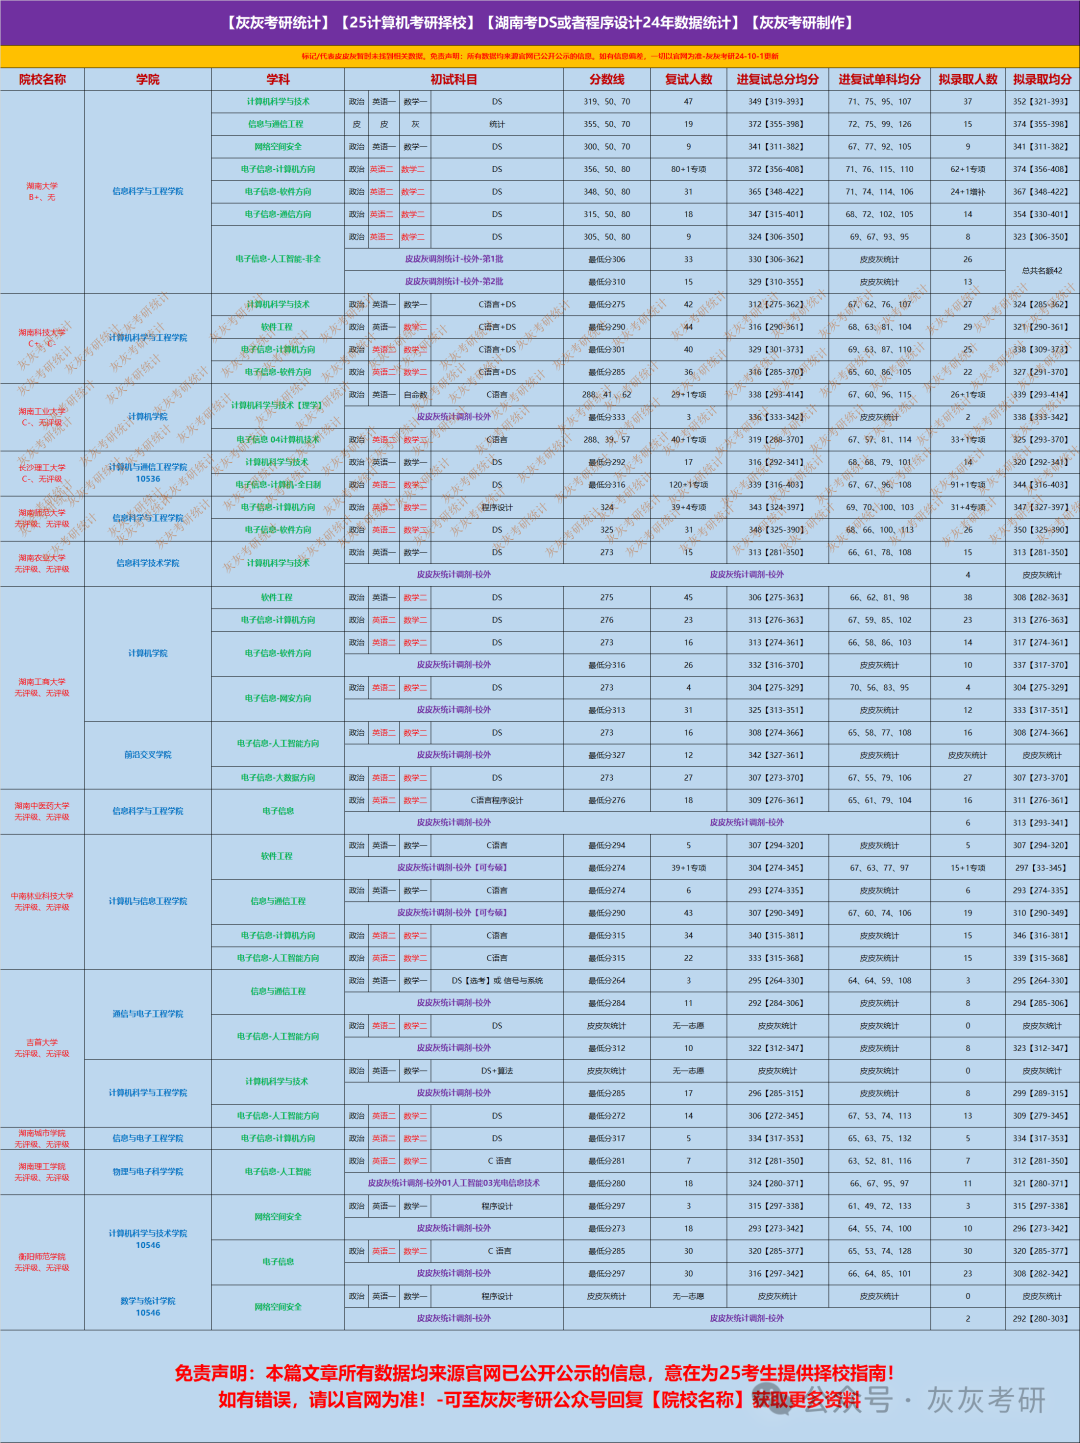 【灰灰考研统计】【25计算机考研择校】【湖南考DS或者程序设计24年数据统计】【灰灰考研制作】
标记/代表皮皮灰暂时未找到相关数据，免责声明：所有数据均来源官网已公开公示的信息，如有信息偏差，一切以官网为准-灰灰考研24-10-1更新
院校名称 学院 学科 初试科目 分数线 复试人数 进复试总分均分 进复试单科均分 拟录取人数 拟录取均分
湖南大学 B+、无 信息科学与工程学院 计算机科学与技术 政治 英语一 数学一 DS 319、50、70 47 349【319-393】 71、75、95、107 37 352【321-393】
信息与通信工程 皮 皮 灰 统计 355、50、70 19 372【355-398】 72、75、99、126 15 374【355-398】
网络空间安全 政治 英语一 数学一 DS 300、50、70 9 341【311-382】 67、77、92、105 9 341【311-382】
电子信息-计算机方向 政治 英语二 数学二 DS 356、50、80 80+1专项 372【356-408】 71、76、115、110 62+1专项 374【356-408】
电子信息-软件方向 政治 英语二 数学二 DS 348、50、80 31 365【348-422】 71、74、114、106 24+1增补 367【348-422】
电子信息-通信方向 政治 英语二 数学二 DS 315、50、80 18 347【315-401】 68、72、102、105 14 354【330-401】
电子信息-人工智能-非全 政治 英语二 数学二 DS 305、50、80 9 324【306-350】 69、67、93、95 8 323【306-350】
皮皮灰调剂统计-校外-第1批 最低分306 33 330【306-362】 皮皮灰统计 26 总共名额42
皮皮灰调剂统计-校外-第2批 最低分310 15 329【310-355】 皮皮灰统计 13
湖南科技大学 C+、C- 计算机科学与工程学院 计算机科学与技术 政治 英语一 数学一 C语言+DS 最低分275 42 312【275-362】 67、62、76、107 27 324【285-362】
软件工程 政治 英语一 数学二 C语言+DS 最低分290 44 316【290-361】 68、63、81、104 29 321【290-361】
电子信息-计算机方向 政治 英语二 数学二 C语言+DS 最低分301 40 329【301-373】 69、63、87、110 25 338【309-373】
电子信息-软件方向 政治 英语二 数学二 C语言+DS 最低分285 36 316【285-370】 65、60、86、105 22 327【291-370】
湖南工业大学 C-、无评级 计算机学院 计算机科学与技术【理学】 政治 英语一 自命数 C语言 288、41、62 29+1专项 338【293-414】 67、60、96、115 26+1专项 339【293-414】
皮皮灰统计调剂-校外 最低分333 3 336【333-342】 皮皮灰统计 2 338【333-342】
电子信息 04计算机技术 政治 英语二 数学二 C语言 288、39、57 40+1专项 319【288-370】 67、57、81、114 33+1专项 325【293-370】
长沙理工大学 C-、无评级 计算机与通信工程学院 10536 计算机科学与技术 政治 英语一 数学一 DS 最低分292 17 316【292-341】 68、68、79、101 14 320【292-341】
电子信息-计算机-全日制 政治 英语二 数学二 DS 最低分316 120+1专项 339【316-403】 67、67、96、108 91+1专项 344【316-403】
湖南师范大学 无评级、无评级 信息科学与工程学院 电子信息-计算机方向 政治 英语二 数学二 程序设计 324 39+4专项 343【324-397】 69、70、100、103 31+4专项 347【327-397】
电子信息-软件方向 政治 英语二 数学二 DS 325 31 348【325-390】 68、66、100、113 26 350【325-390】
湖南农业大学 无评级、无评级 信息科学技术学院 计算机科学与技术 政治 英语一 数学一 DS 273 15 313【281-350】 66、61、78、108 15 313【281-350】
皮皮灰统计调剂-校外 皮皮灰统计调剂-校外 4 皮皮灰统计
湖南工商大学 无评级、无评级 计算机学院 软件工程 政治 英语一 数学二 DS 275 45 306【275-363】 66、62、81、98 38 308【282-363】
电子信息-计算机方向 政治 英语二 数学二 DS 276 23 313【276-363】 67、59、85、102 23 313【276-363】
电子信息-软件方向 政治 英语二 数学二 DS 273 16 313【274-361】 66、58、86、103 14 317【274-361】
皮皮灰统计调剂-校外 最低分316 26 332【316-370】 皮皮灰统计 10 337【317-370】
电子信息-网安方向 政治 英语二 数学二 DS 273 4 304【275-329】 70、56、83、95 4 304【275-329】
皮皮灰统计调剂-校外 最低分313 31 325【313-351】 皮皮灰统计 12 333【317-351】
前沿交叉学院 电子信息-人工智能方向 政治 英语二 数学二 DS 273 16 308【274-366】 65、58、77、108 16 308【274-366】
皮皮灰统计调剂-校外 最低分327 12 342【327-361】 皮皮灰统计 皮皮灰统计 皮皮灰统计
电子信息-大数据方向 政治 英语二 数学二 DS 273 27 307【273-370】 67、55、79、106 27 307【273-370】
湖南中医药大学 无评级、无评级 信息科学与工程学院 电子信息 政治 英语二 数学二 C语言程序设计 最低分276 18 309【276-361】 65、61、79、104 16 311【276-361】
皮皮灰统计调剂-校外 皮皮灰统计调剂-校外 6 313【293-341】
中南林业科技大学 无评级、无评级 计算机与信息工程学院 软件工程 政治 英语一 数学一 C语言 最低分294 5 307【294-320】 皮皮灰统计 5 307【294-320】
皮皮灰统计调剂-校外【可专硕】 最低分274 39+1专项 304【274-345】 67、63、77、97 15+1专项 297【33-345】
信息与通信工程 政治 英语一 数学一 C语言 最低分274 6 293【274-335】 皮皮灰统计 6 293【274-335】
皮皮灰统计调剂-校外【可专硕】 最低分290 43 307【290-349】 67、60、74、106 19 310【290-349】
电子信息-计算机方向 政治 英语二 数学二 C语言 最低分315 34 340【315-381】 皮皮灰统计 15 346【316-381】
电子信息-人工智能方向 政治 英语二 数学二 C语言 最低分315 22 333【315-368】 皮皮灰统计 15 339【315-368】
吉首大学 无评级、无评级 通信与电子工程学院 信息与通信工程 政治 英语一 数学一 DS【选考】或 信号与系统 最低分264 3 295【264-330】 64、64、59、108 3 295【264-330】
皮皮灰统计调剂-校外 最低分284 11 292【284-306】 皮皮灰统计 8 294【285-306】
电子信息-人工智能方向 政治 英语二 数学二 DS 皮皮灰统计 无一志愿 皮皮灰统计 皮皮灰统计 0 皮皮灰统计
皮皮灰统计调剂-校外 最低分312 10 322【312-347】 皮皮灰统计 8 323【312-347】
计算机科学与工程学院 计算机科学与技术 政治 英语一 数学一 DS+算法 皮皮灰统计 无一志愿 皮皮灰统计 皮皮灰统计 0 皮皮灰统计
皮皮灰统计调剂-校外 最低分285 17 296【285-315】 皮皮灰统计 8 299【289-315】
电子信息-人工智能方向 政治 英语二 数学二 DS 最低分272 14 306【272-345】 67、53、74、113 13 309【279-345】
湖南城市学院 无评级、无评级 信息与电子工程学院 电子信息-计算机方向 政治 英语二 数学二 DS 最低分317 5 334【317-353】 65、63、75、132 5 334【317-353】
湖南理工学院 无评级、无评级 物理与电子科学学院 电子信息-人工智能 政治 英语二 数学二 C 语言 最低分281 7 312【281-350】 63、52、81、116 7 312【281-350】
皮皮灰统计调剂-校外01人工智能03光电信息技术 最低分280 18 324【280-371】 66、67、95、97 11 321【280-371】
衡阳师范学院 无评级、无评级 计算机科学与技术学院 10546 网络空间安全 政治 英语一 数学一 程序设计 最低分297 3 315【297-338】 61、49、72、133 3 315【297-338】
皮皮灰统计调剂-校外 最低分273 18 293【273-342】 64、55、74、100 10 296【273-342】
电子信息 政治 英语二 数学二 C 语言 最低分285 30 320【285-377】 65、53、74、128 30 320【285-377】
皮皮灰统计调剂-校外 最低分297 30 316【297-342】 66、64、85、101 23 308【282-342】
数学与统计学院 10546 网络空间安全 政治 英语一 数学一 程序设计 皮皮灰统计 无一志愿 皮皮灰统计 皮皮灰统计 0 皮皮灰统计
皮皮灰统计调剂-校外 皮皮灰统计调剂-校外 2 292【280-303】
免责声明：本篇文章所有数据均来源官网已公开公示的信息，意在为25考生提供择校指南！
如有错误，请以官网为准！-可至灰灰考研公众号回复【院校名称】获取更多资料
公众号 · 灰灰考研
灰灰考研统计